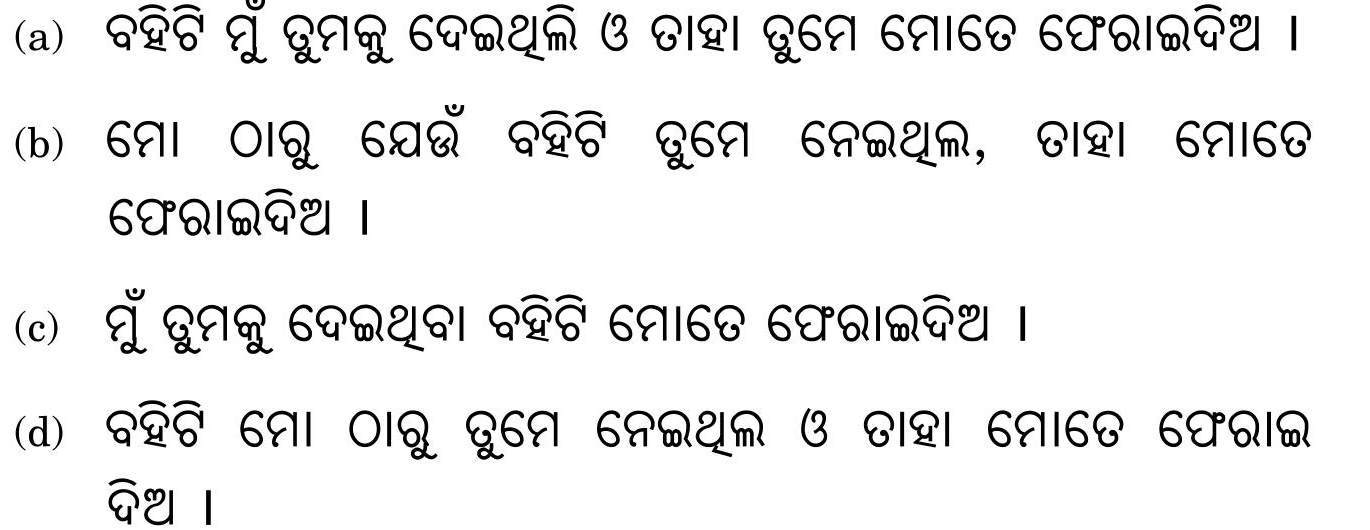 (a) ବହିଟି ମୁଁ ତୁମକୁ ଦେଇଥିଲି ଓ ତାହା ତୁମେ ମୋତେ ଫେରାଇଦିଅ ।
(b) ମୋ ଠାରୁ ଯେଉଁ ବହିଟି ତୁମେ ନେଇଥିଲ, ତାହା ମୋତେ
ଫେରାଇଦିଅ ।
(c) ମୁଁ ତୁମକୁ ଦେଇଥିବା ବହିଟି ମୋତେ ଫେରାଇଦିଅ ।
(d) ବହିଟି ମୋ ଠାରୁ ତୁମେ ନେଇଥିଲ ଓ ତାହା ମୋତେ ଫେରାଇ
ଦିଅ ।